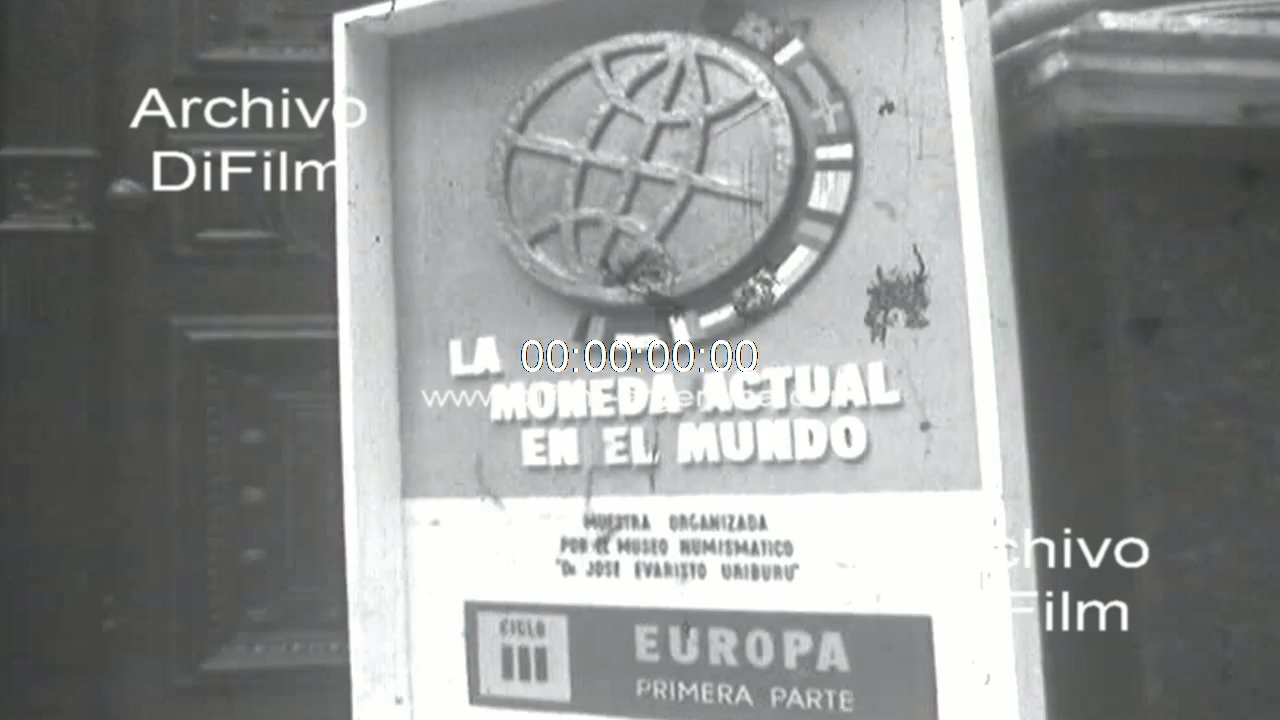 Archivo
DiFilm
LA
00:00:00:00
MONEDA ACTUAL
EN EL MUNDO
MUESTRA ORGANIZADA
POR EL MUSEO NUMISMATICO
"Dr JOSE EVARISTO URIBURU"
CICLO
III
EUROPA
PRIMERA PARTE
chivo
Film